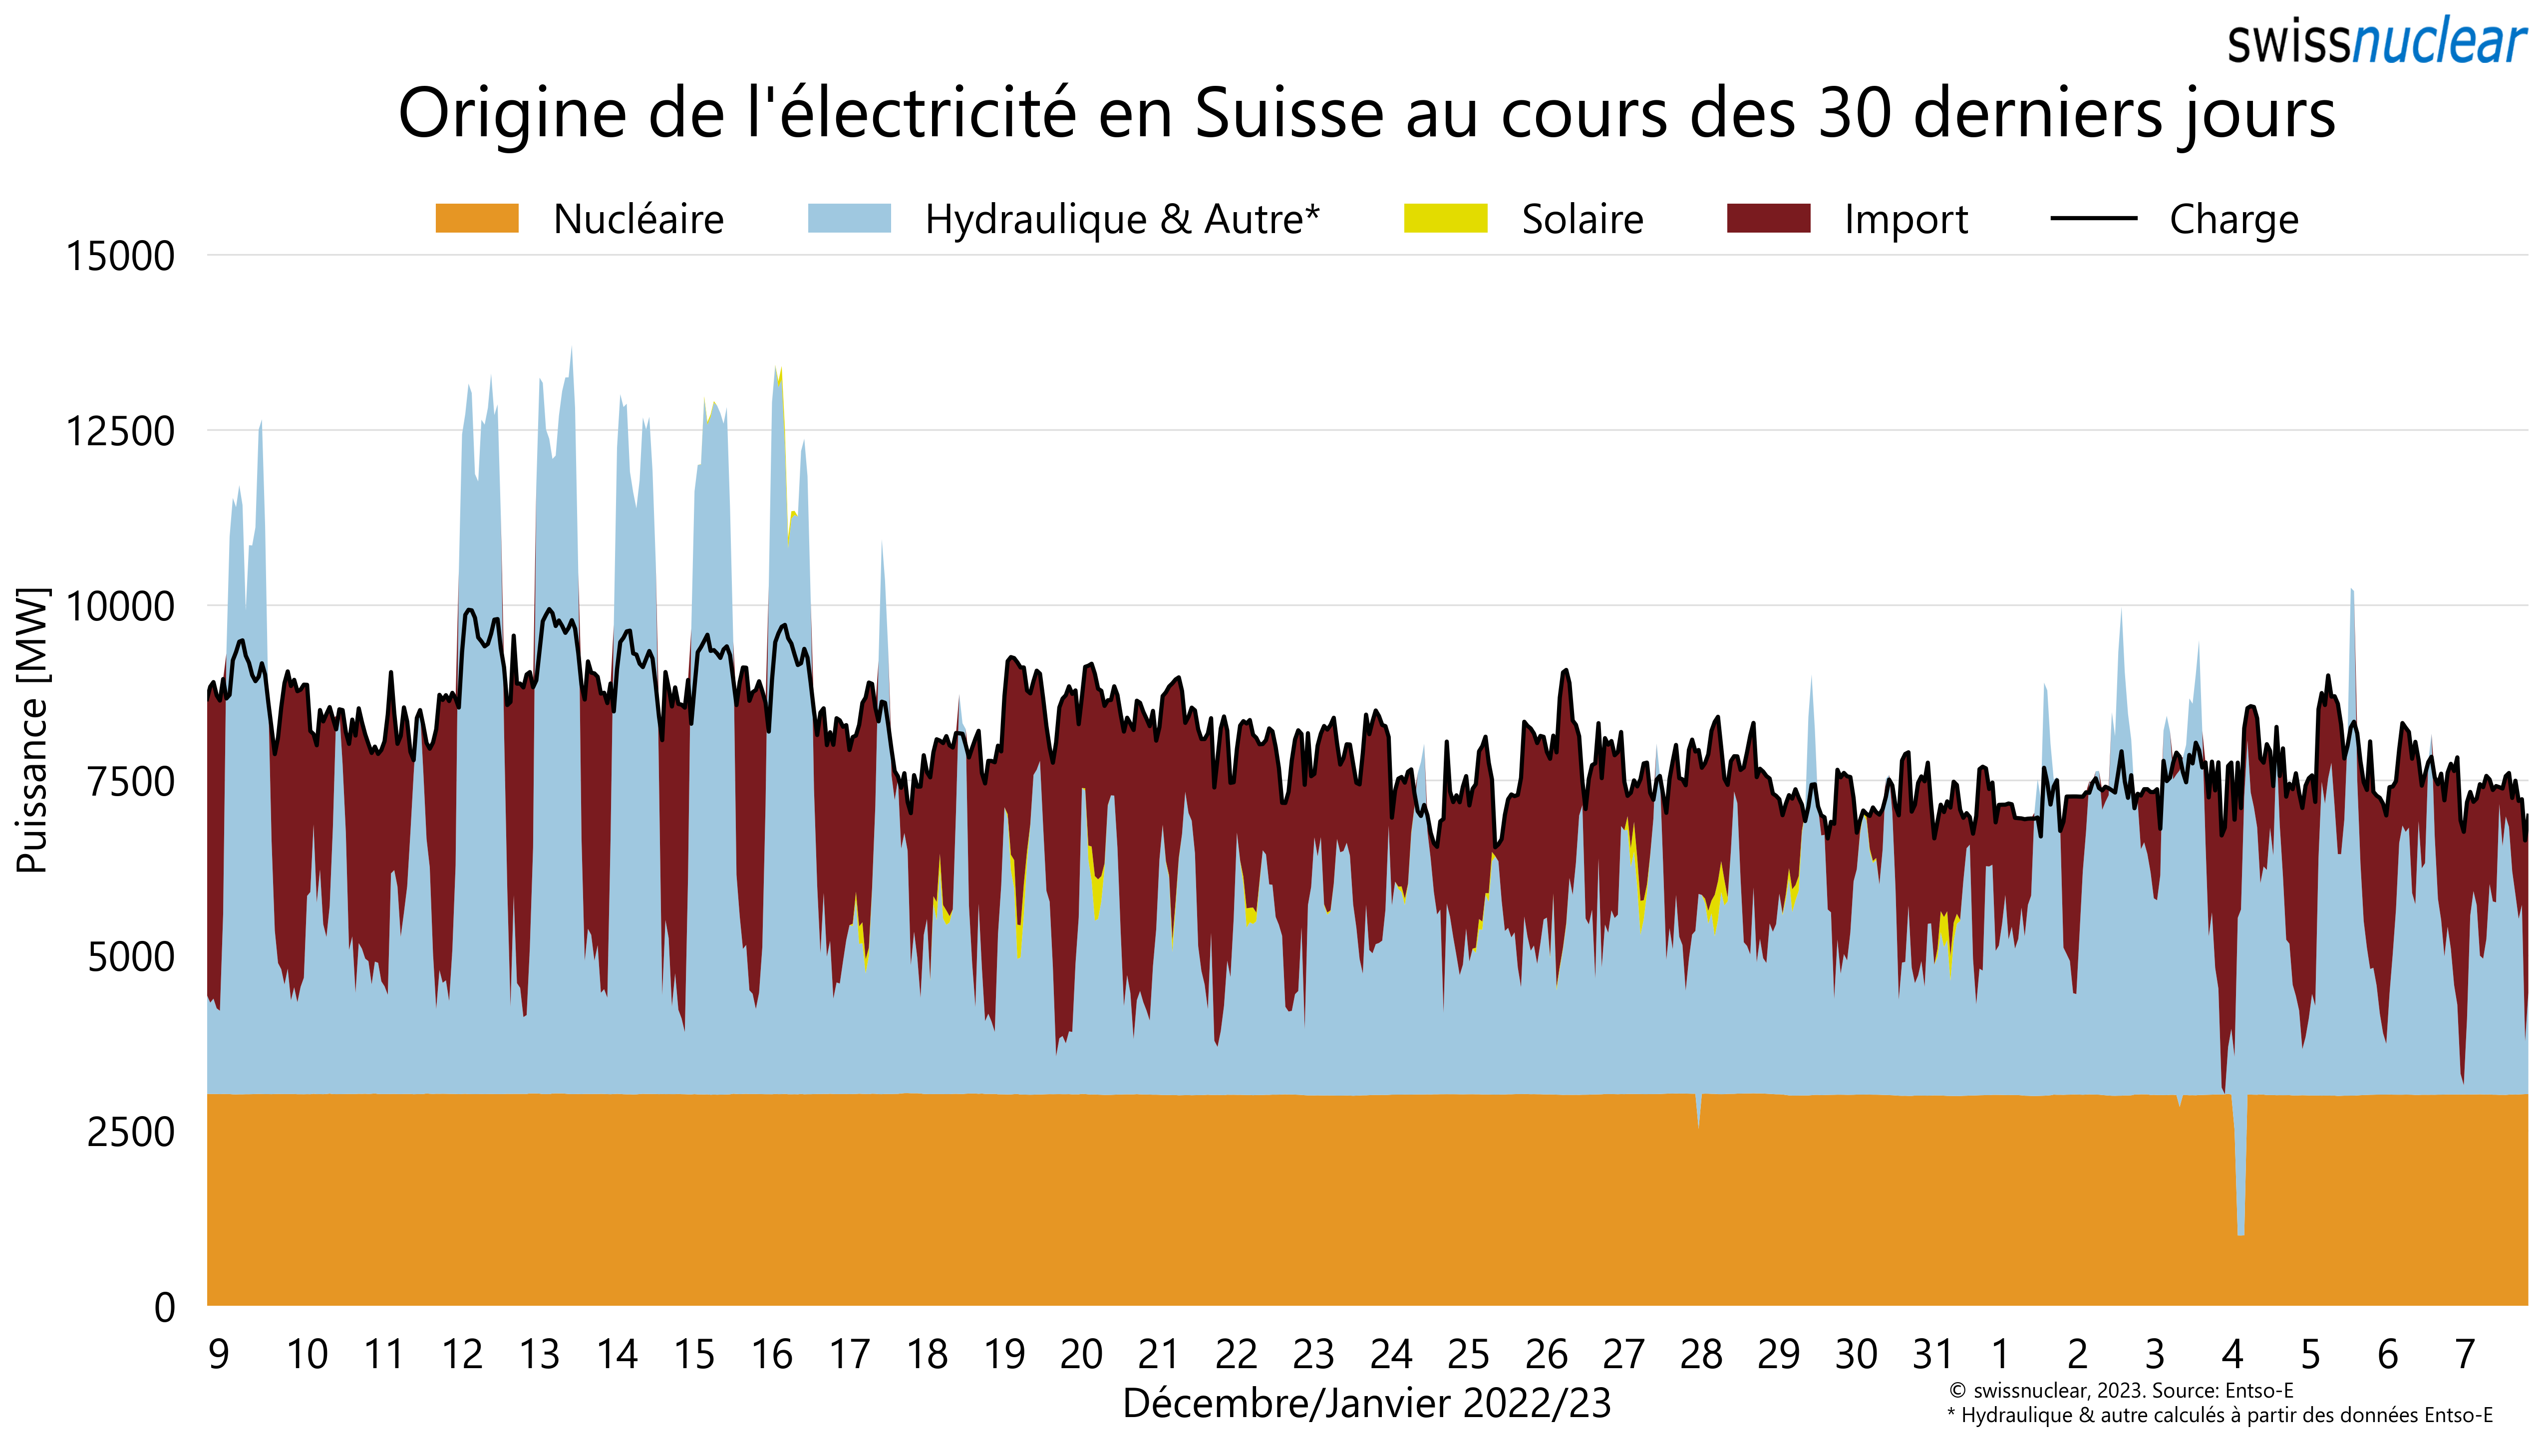 swissnuclear
Origine de l'électricité en Suisse au cours des 30 derniers jours
Nucléaire Hydraulique & Autre* Solaire Import Charge
15000
12500
10000
7500
5000
2500
0
Puissance [MW]
9 10 11 12 13 14 15 16 17 18 19 20 21 22 23 24 25 26 27 28 29 30 31 1 2 3 4 5 6 7
Décembre/Janvier 2022/23
© swissnuclear, 2023. Source: Entso-E
* Hydraulique & autre calculés à partir des données Entso-E